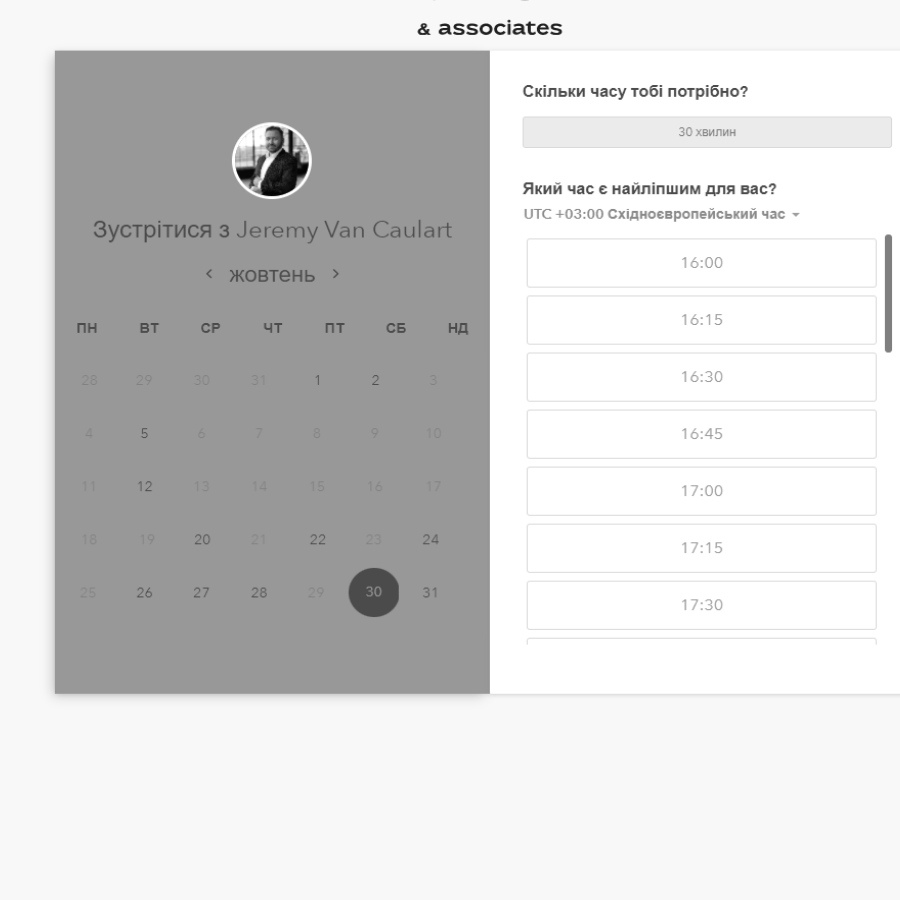 & associates
Зустрітися з Jeremy Van Caulart
жовтень
ПН ВТ СР ЧТ ПТ СБ НД
28 29 30 31 1 2 3
4 5 6 7 8 9 10
11 12 13 14 15 16 17
18 19 20 21 22 23 24
25 26 27 28 29 30 31
Скільки часу тобі потрібно?
30 хвилин
Який час є найліпшим для вас?
UTC +03:00 Східноєвропейський час
16:00
16:15
16:30
16:45
17:00
17:15
17:30